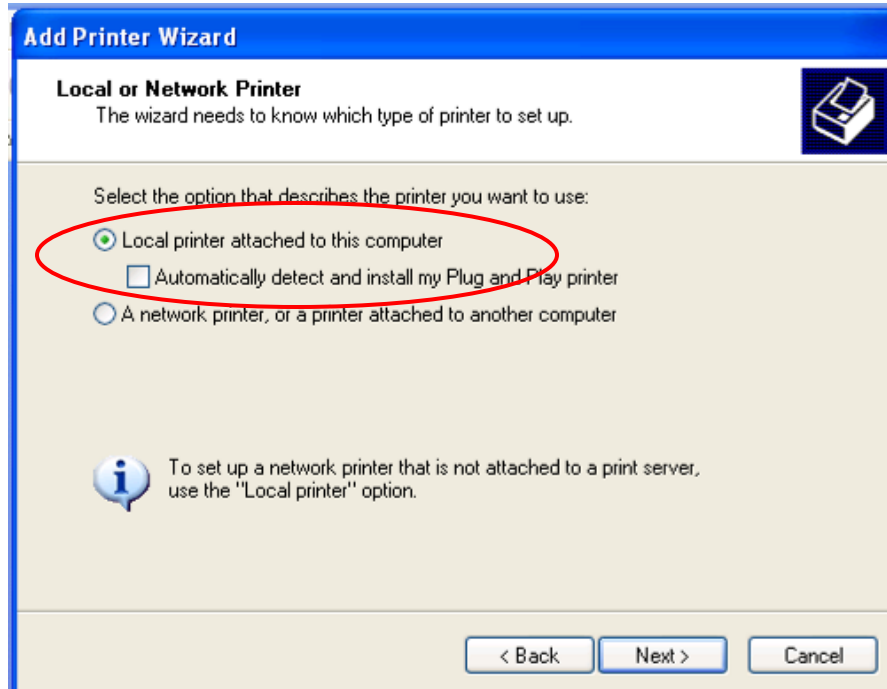 Add Printer Wizard
Local or Network Printer
The wizard needs to know which type of printer to set up.
Select the option that describes the printer you want to use:
Local printer attached to this computer
Automatically detect and install my Plug and Play printer
A network printer, or a printer attached to another computer
To set up a network printer that is not attached to a print server,
use the "Local printer" option.
< Back
Next >
Cancel